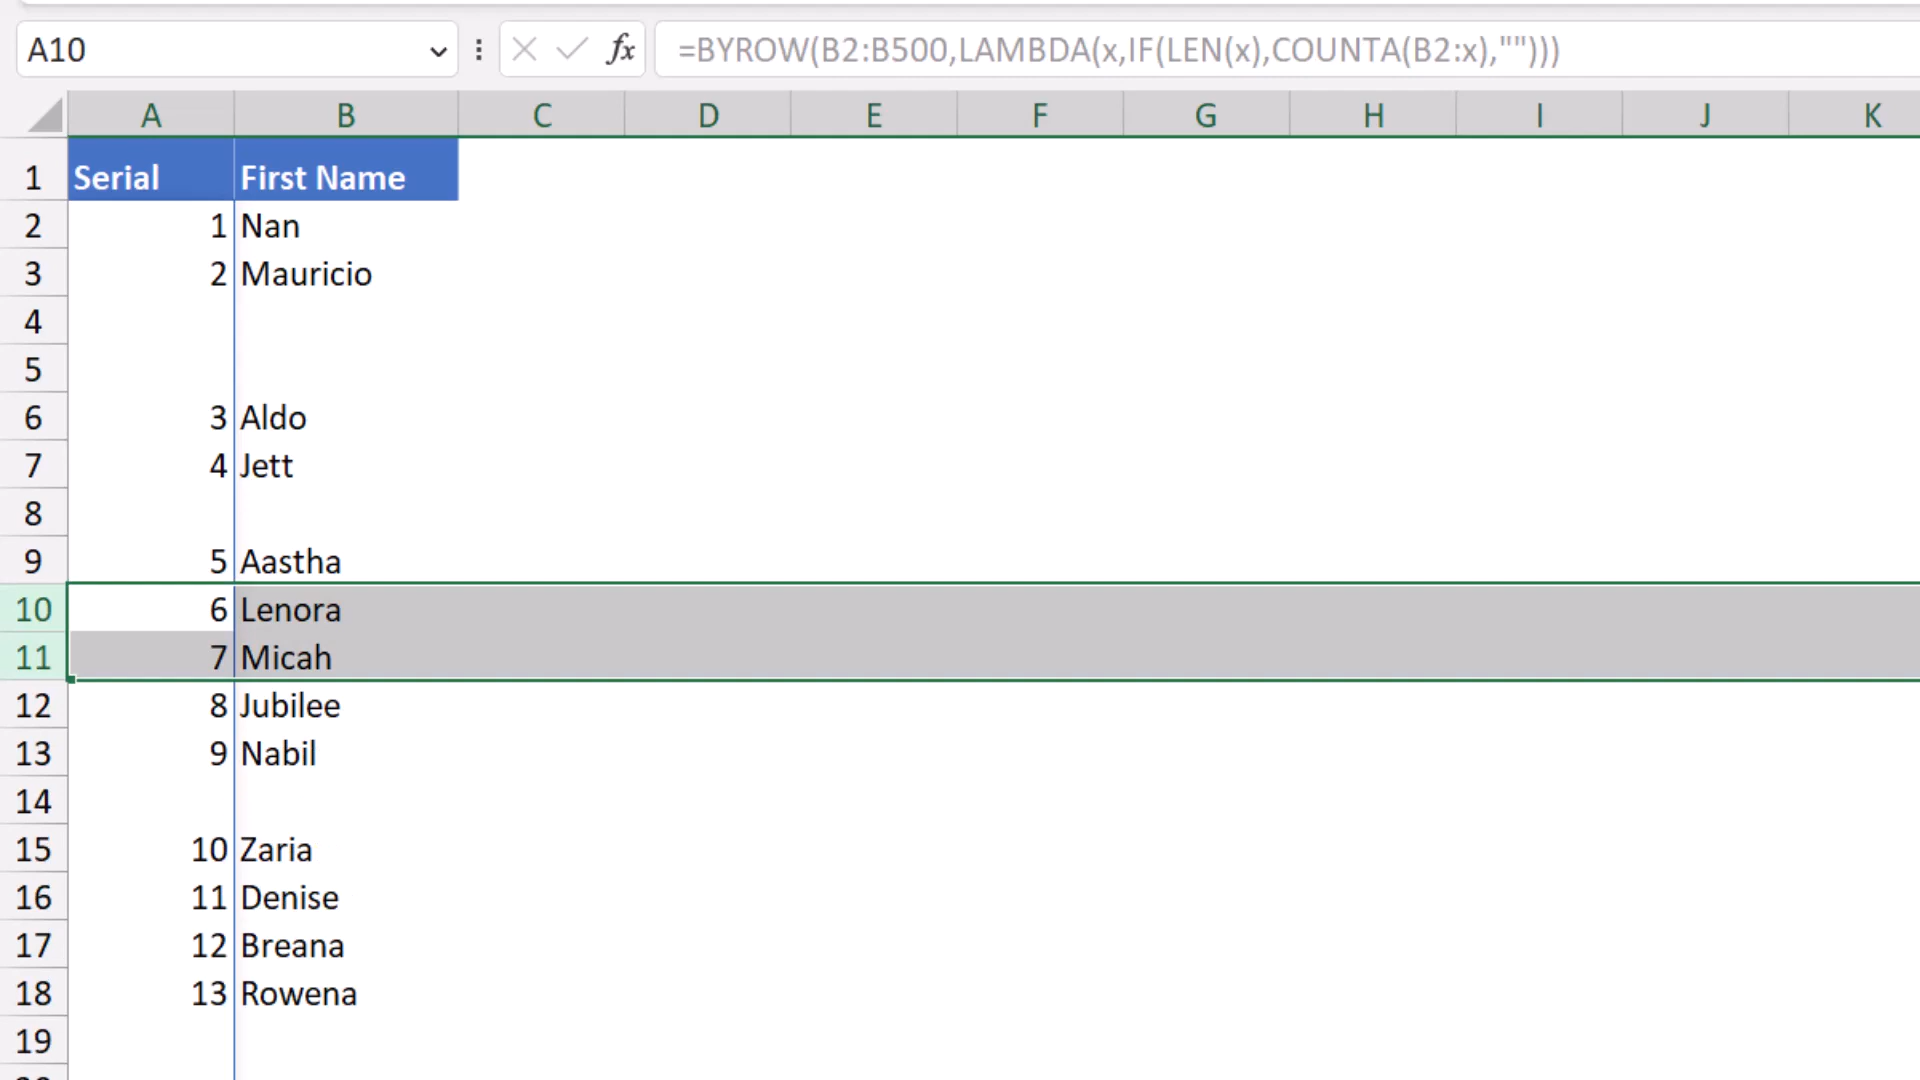 A10 fx =BYROW(B2:B500,LAMBDA(x,IF(LEN(x),COUNTA(B2:x),"")))
A B C D E F G H I J K
1 Serial First Name
2 1 Nan
3 2 Mauricio
4
5
6 3 Aldo
7 4 Jett
8
9 5 Aastha
10 6 Lenora
11 7 Micah
12 8 Jubilee
13 9 Nabil
14
15 10 Zaria
16 11 Denise
17 12 Breana
18 13 Rowena
19